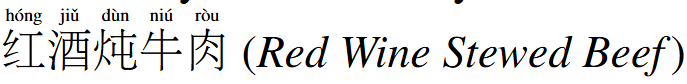 hóng jiǔ dùn niú ròu
红酒炖牛肉 (Red Wine Stewed Beef)